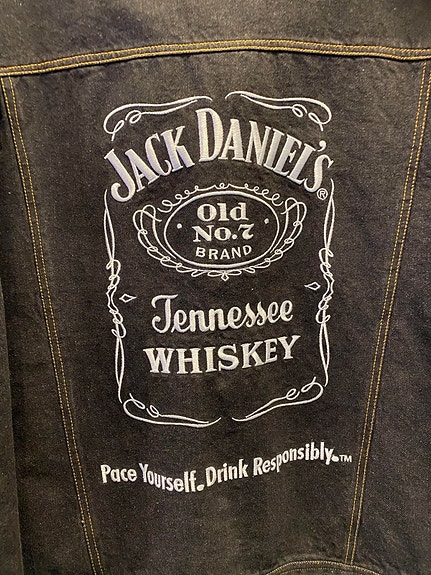 JACK DANIEL'S®
Old
No.7
BRAND
Tennessee
WHISKEY
Pace Yourself. Drink Responsibly.™